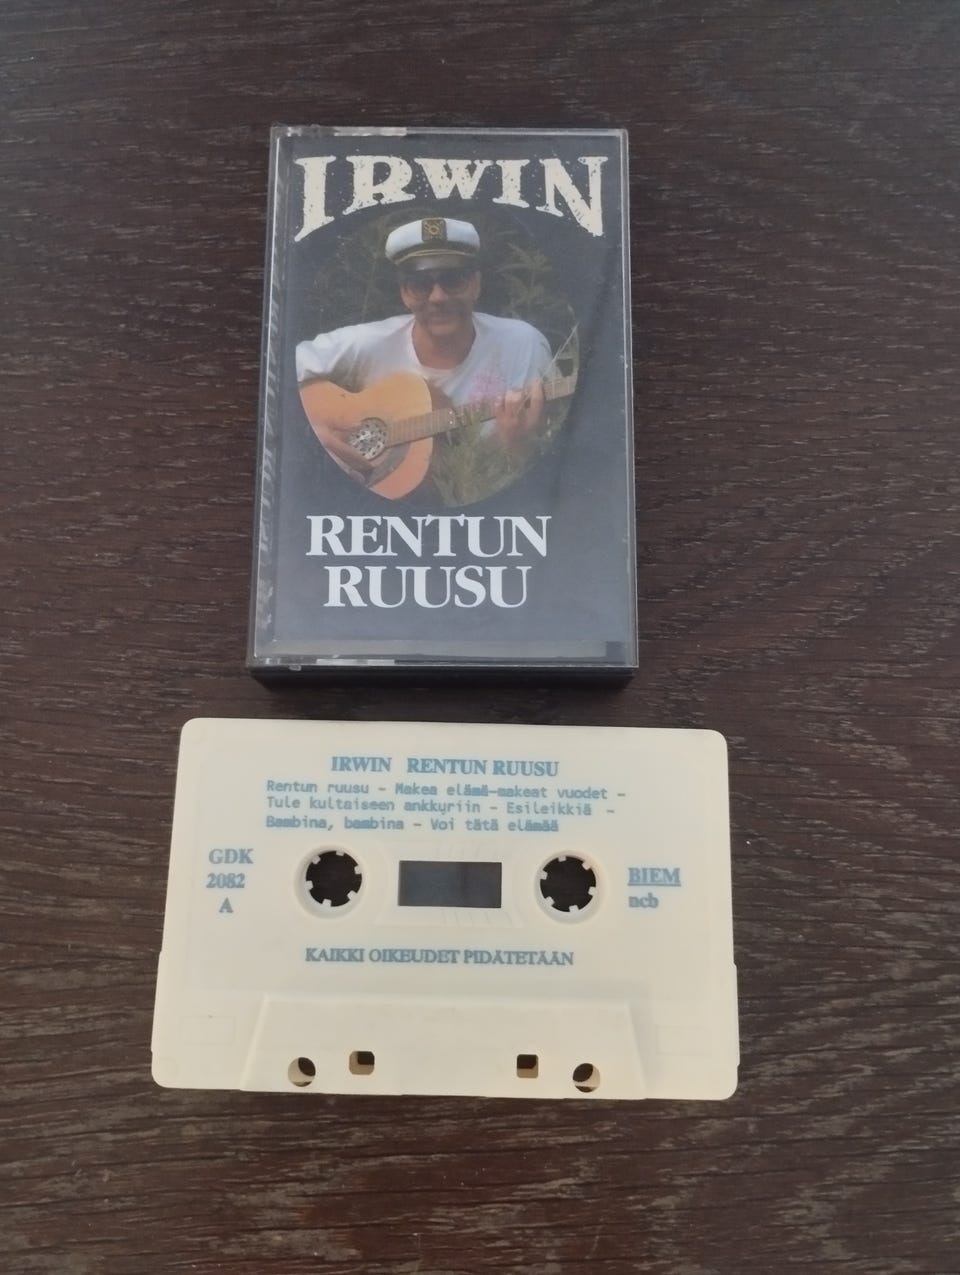 IRWIN
RENTUN
RUUSU
IRWIN RENTUN RUUSU
Rentun ruusu - Makea elämä-makeat vuodet -
Tule kultaiseen ankkuriin - Esileikkiä -
Bambina, bambina - Voi tätä elämää
GDK
2082
A
BIEM
ncb
KAIKKI OIKEUDET PIDÄTETÄÄN